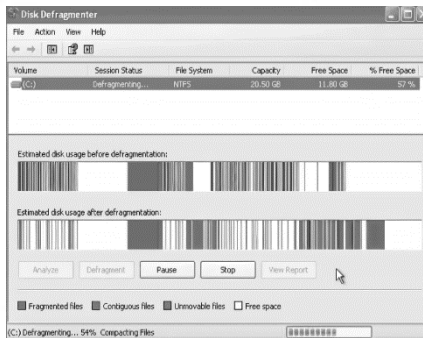 Disk Defragmenter
File Action View Help
Volume Session Status File System Capacity Free Space % Free Space
(C:) Defragmenting... NTFS 20.50 GB 11.80 GB 57 %
Estimated disk usage before defragmentation:
Estimated disk usage after defragmentation:
Analyze Defragment Pause Stop View Report
Fragmented files Contiguous files Unmovable files Free space
(C:) Defragmenting... 54% Compacting Files